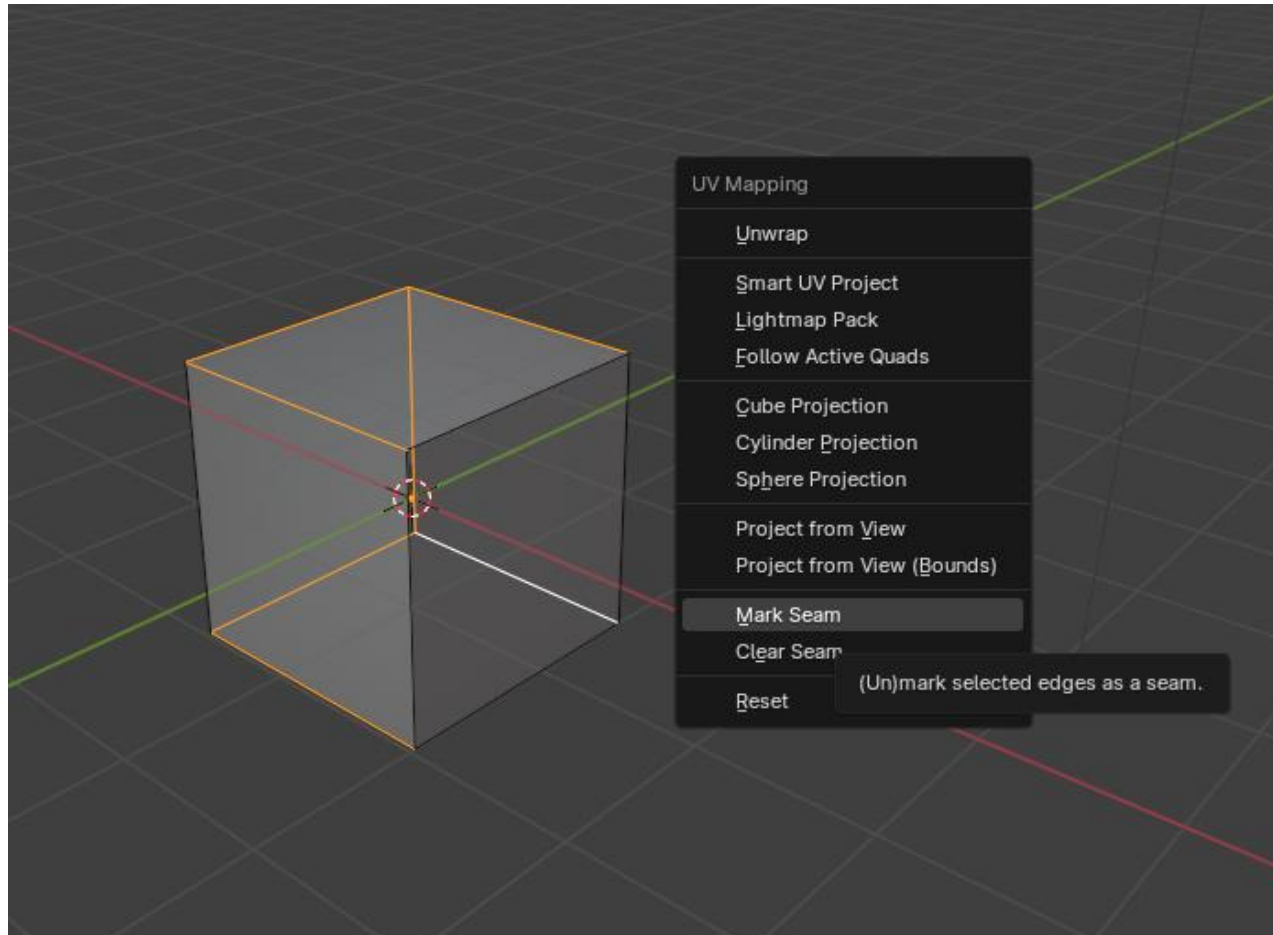 UV Mapping
Unwrap
Smart UV Project
Lightmap Pack
Follow Active Quads
Cube Projection
Cylinder Projection
Sphere Projection
Project from View
Project from View (Bounds)
Mark Seam
Clear Seam
(Un)mark selected edges as a seam.
Reset